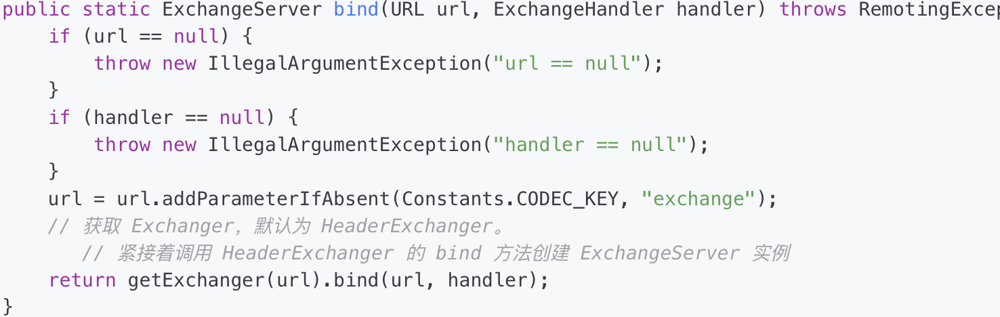 public static ExchangeServer bind(URL url, ExchangeHandler handler) throws RemotingExcep
    if (url == null) {
        throw new IllegalArgumentException("url == null");
    }
    if (handler == null) {
        throw new IllegalArgumentException("handler == null");
    }
    url = url.addParameterIfAbsent(Constants.CODEC_KEY, "exchange");
    // 获取 Exchanger，默认为 HeaderExchanger。
       // 紧接着调用 HeaderExchanger 的 bind 方法创建 ExchangeServer 实例
    return getExchanger(url).bind(url, handler);
}